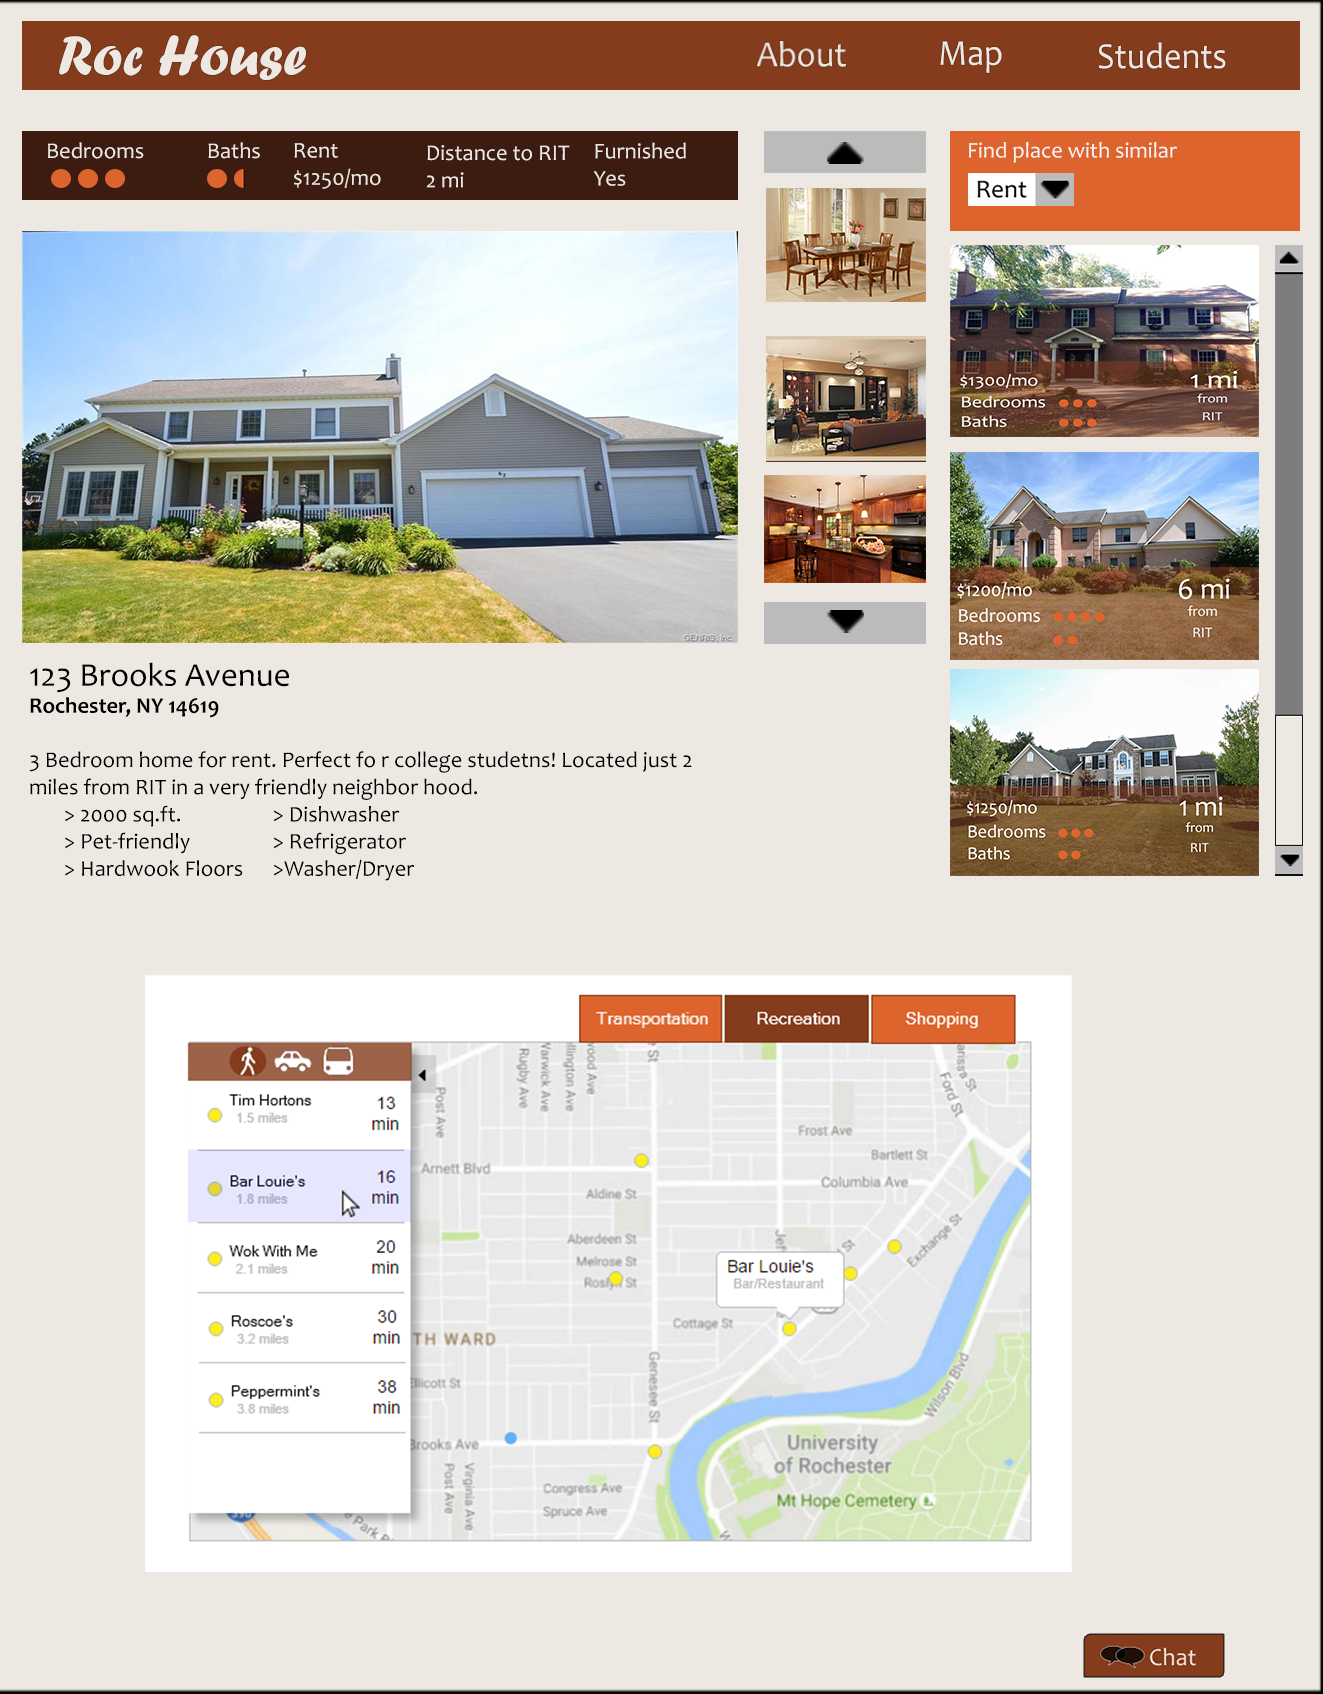 Roc House
About
Map
Students
Bedrooms
Baths
Rent
$1250/mo
Distance to RIT
2 mi
Furnished
Yes
Find place with similar
Rent
GENRIS, Inc.
$1300/mo
Bedrooms
Baths
1 mi
from
RIT
$1200/mo
Bedrooms
Baths
6 mi
from
RIT
$1250/mo
Bedrooms
Baths
1 mi
from
RIT
123 Brooks Avenue
Rochester, NY 14619
3 Bedroom home for rent. Perfect fo r college studetns! Located just 2
miles from RIT in a very friendly neighbor hood.
> 2000 sq.ft.
> Dishwasher
> Pet-friendly
> Refrigerator
> Hardwook Floors
>Washer/Dryer
Transportation
Recreation
Shopping
Tim Hortons
1.5 miles
13
min
Bar Louie's
1.8 miles
16
min
Wok With Me
2.1 miles
20
min
Roscoe's
3.2 miles
30
min
Peppermint's
3.8 miles
38
min
Post Ave
Rugby Ave
Warwick Ave
llington Ave
wood Ave
St
arissa St
Ford St
Frost Ave
Bartlett St
Arnett Blvd
Columbia Ave
Aldine St
Aberdeen St
Melrose St
Roslyn St
Jef
St
Exchange St
Bar Louie's
Bar/Restaurant
Cottage St
TH WARD
Genesee St
llicott St
Wilson Blvd
Brooks Ave
University
of Rochester
Post Ave
Virginia Ave
Congress Ave
Spruce Ave
Mt Hope Cemetery
390
e Park
Chat